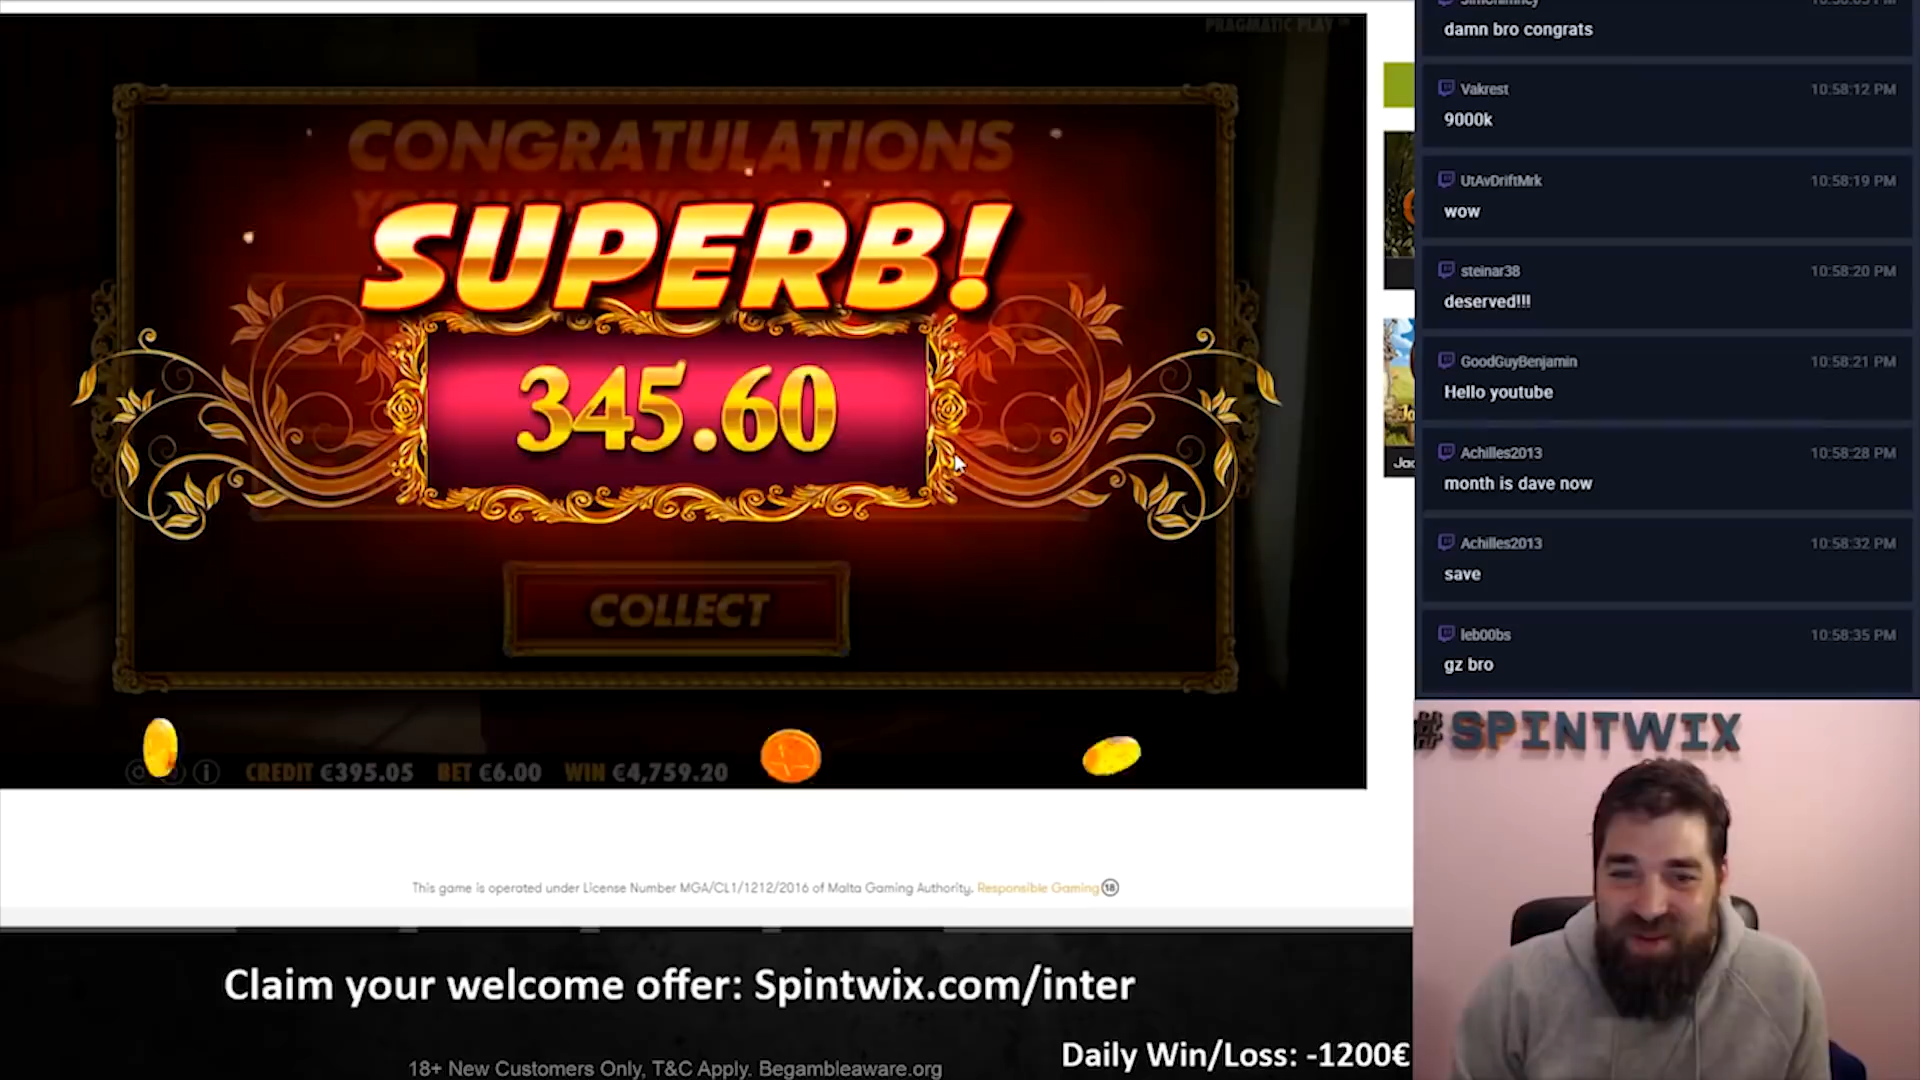 PRAGMATIC PLAY™
CONGRATULATIONS
SUPERB!
345.60
COLLECT
CREDIT €395.05 BET €6.00 WIN €4,759.20
This game is operated under License Number MGA/CL1/1212/2016 of Malta Gaming Authority. Responsible Gaming 18
Claim your welcome offer: Spintwix.com/inter
Daily Win/Loss: -1200€
18+ New Customers Only, T&C Apply. Begambleaware.org
damn bro congrats
Vakrest 10:58:12 PM
9000k
UtAvDriftMrk 10:58:19 PM
wow
steinar38 10:58:20 PM
deserved!!!
GoodGuyBenjamin 10:58:21 PM
Hello youtube
Achilles2013 10:58:28 PM
month is dave now
Achilles2013 10:58:32 PM
save
leb00bs 10:58:35 PM
gz bro
#SPINTWIX